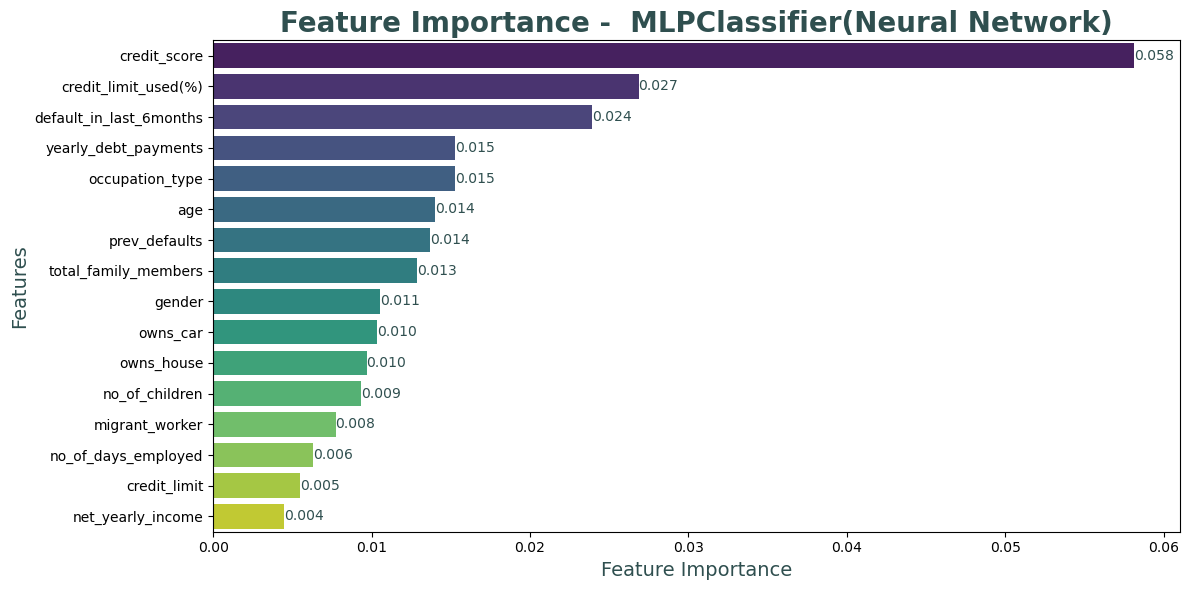 Feature Importance -  MLPClassifier(Neural Network)
credit_score 0.058
credit_limit_used(%) 0.027
default_in_last_6months 0.024
yearly_debt_payments 0.015
occupation_type 0.015
age 0.014
prev_defaults 0.014
total_family_members 0.013
gender 0.011
owns_car 0.010
owns_house 0.010
no_of_children 0.009
migrant_worker 0.008
no_of_days_employed 0.006
credit_limit 0.005
net_yearly_income 0.004
Features
0.00 0.01 0.02 0.03 0.04 0.05 0.06
Feature Importance